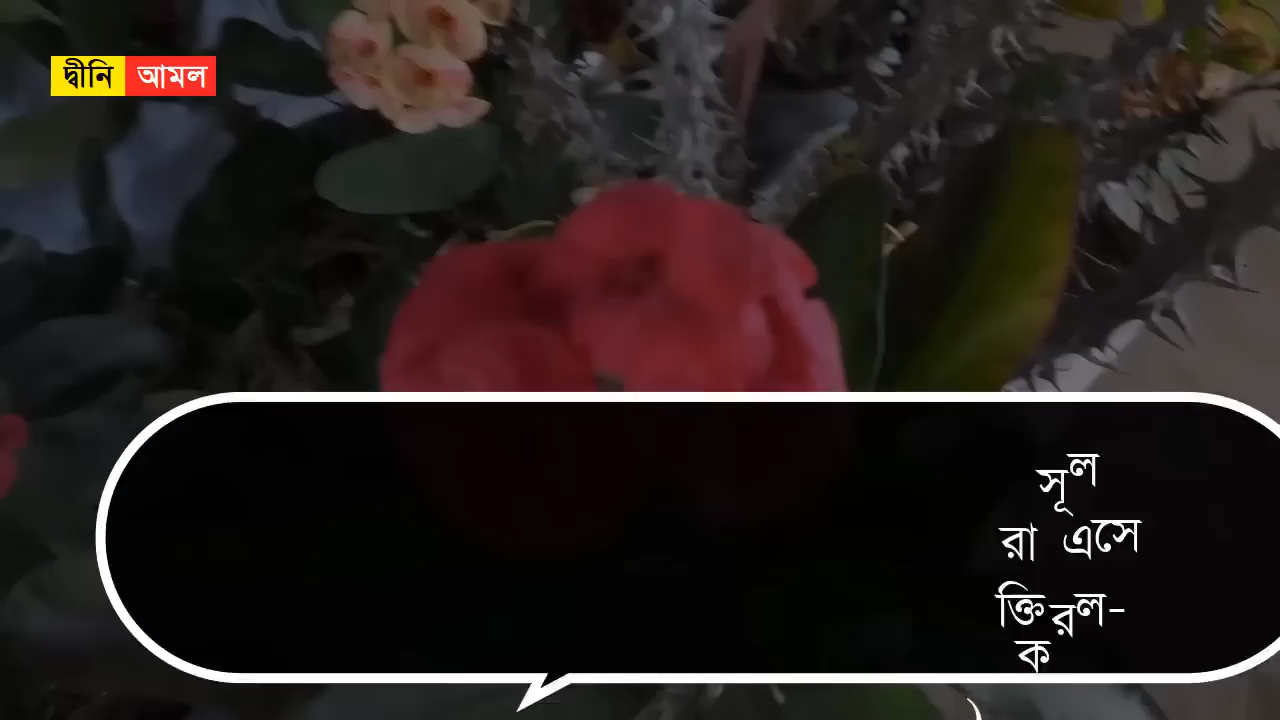 দ্বীনি আমল
সূল
রা এসে
ক্তি রল-
ক